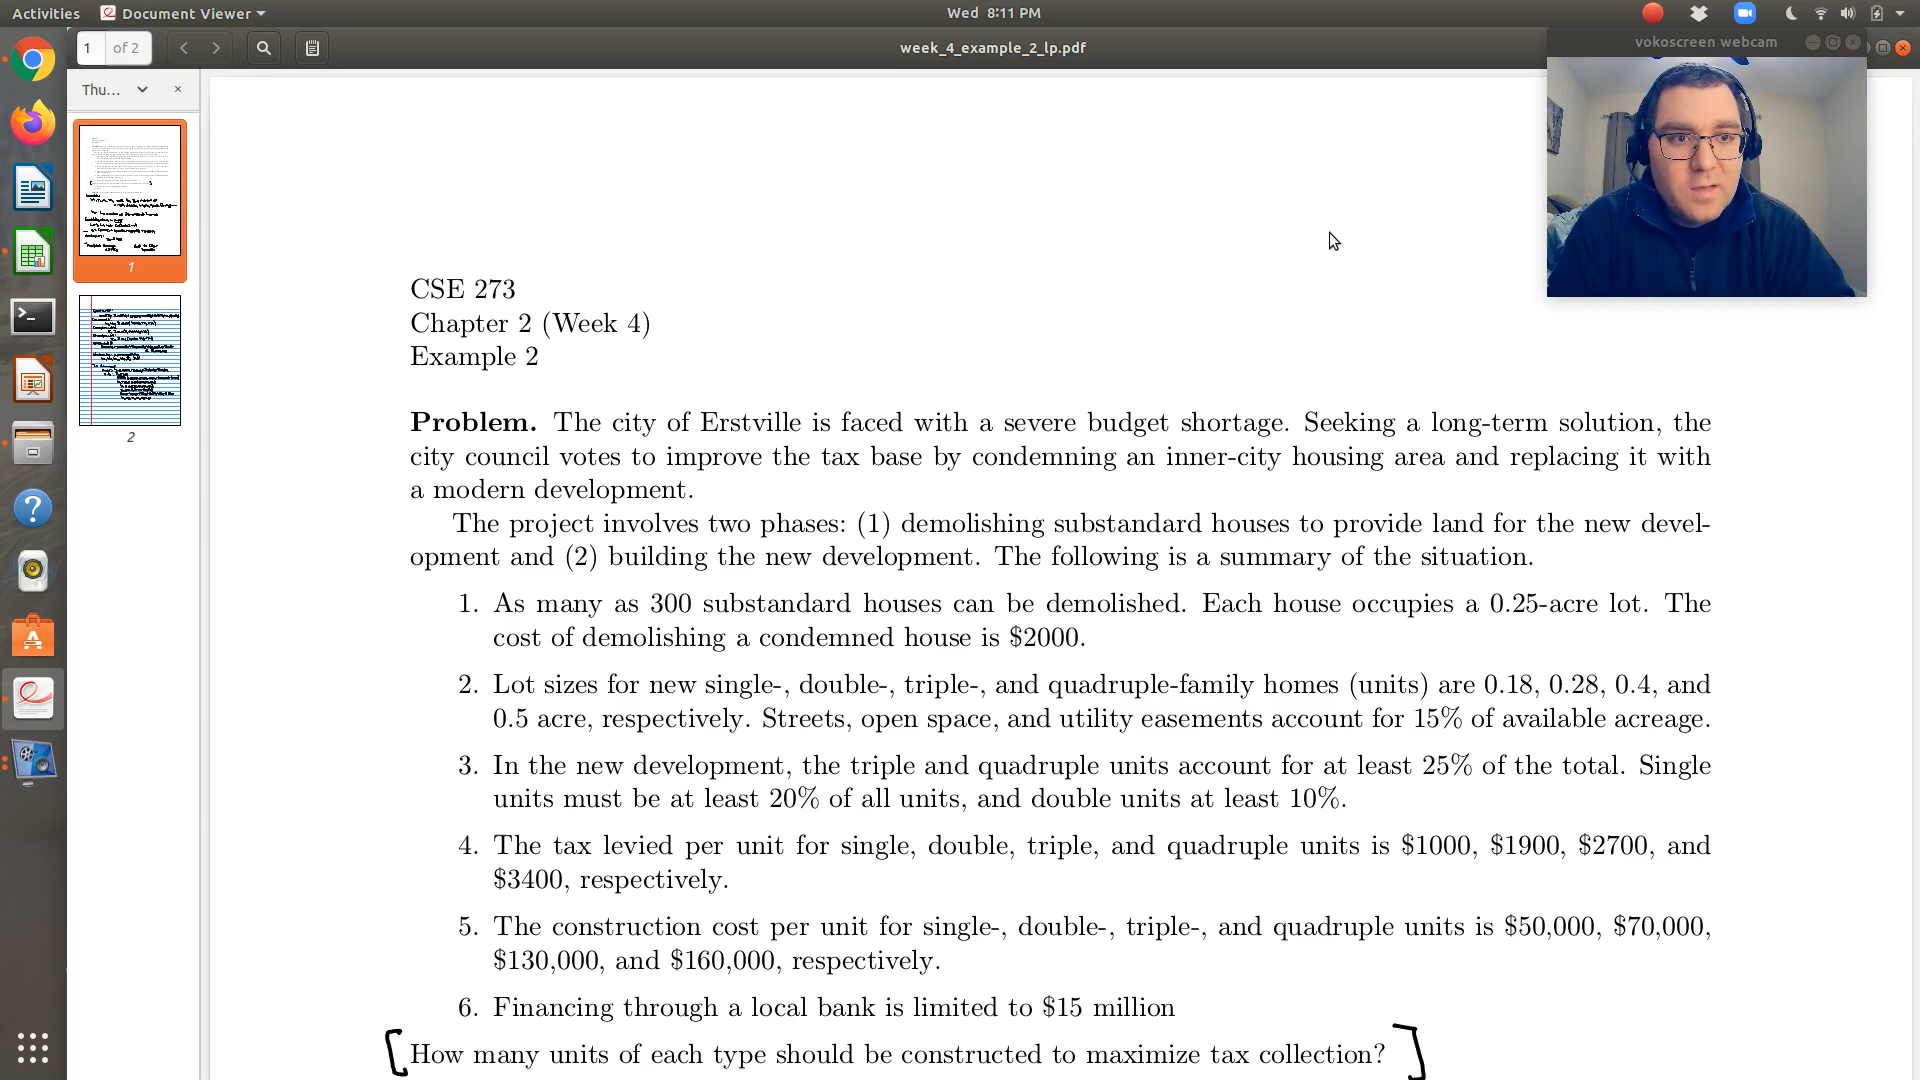 Activities
Document Viewer
Wed 8:11 PM
1 of 2
week_4_example_2_lp.pdf
vokoscreen webcam
Thu...
1
2
CSE 273
Chapter 2 (Week 4)
Example 2
Problem. The city of Erstville is faced with a severe budget shortage. Seeking a long-term solution, the
city council votes to improve the tax base by condemning an inner-city housing area and replacing it with
a modern development.
The project involves two phases: (1) demolishing substandard houses to provide land for the new devel-
opment and (2) building the new development. The following is a summary of the situation.
1. As many as 300 substandard houses can be demolished. Each house occupies a 0.25-acre lot. The
cost of demolishing a condemned house is $2000.
2. Lot sizes for new single-, double-, triple-, and quadruple-family homes (units) are 0.18, 0.28, 0.4, and
0.5 acre, respectively. Streets, open space, and utility easements account for 15% of available acreage.
3. In the new development, the triple and quadruple units account for at least 25% of the total. Single
units must be at least 20% of all units, and double units at least 10%.
4. The tax levied per unit for single, double, triple, and quadruple units is $1000, $1900, $2700, and
$3400, respectively.
5. The construction cost per unit for single-, double-, triple-, and quadruple units is $50,000, $70,000,
$130,000, and $160,000, respectively.
6. Financing through a local bank is limited to $15 million
How many units of each type should be constructed to maximize tax collection?